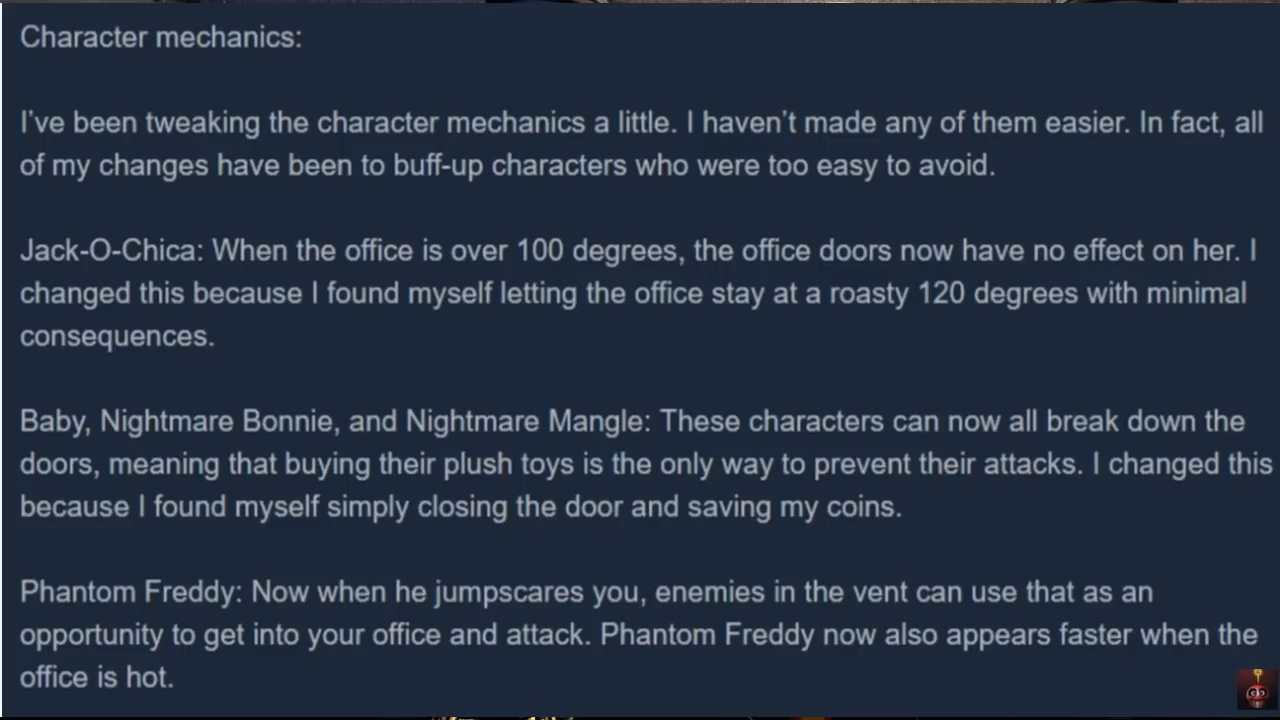 Character mechanics:
I've been tweaking the character mechanics a little. I haven't made any of them easier. In fact, all
of my changes have been to buff-up characters who were too easy to avoid.
Jack-O-Chica: When the office is over 100 degrees, the office doors now have no effect on her. I
changed this because I found myself letting the office stay at a roasty 120 degrees with minimal
consequences.
Baby, Nightmare Bonnie, and Nightmare Mangle: These characters can now all break down the
doors, meaning that buying their plush toys is the only way to prevent their attacks. I changed this
because I found myself simply closing the door and saving my coins.
Phantom Freddy: Now when he jumpscares you, enemies in the vent can use that as an
opportunity to get into your office and attack. Phantom Freddy now also appears faster when the
office is hot.